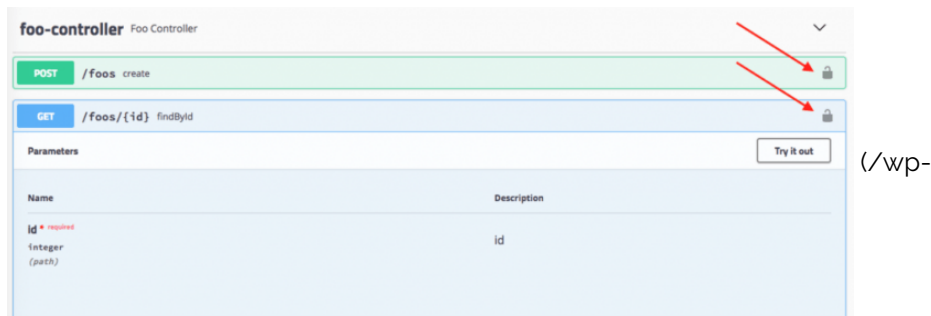 foo-controller Foo Controller
POST /foos create
GET /foos/{id} findById
Parameters
Try it out
(/wp-
Name Description
id * required
integer
(path)
id